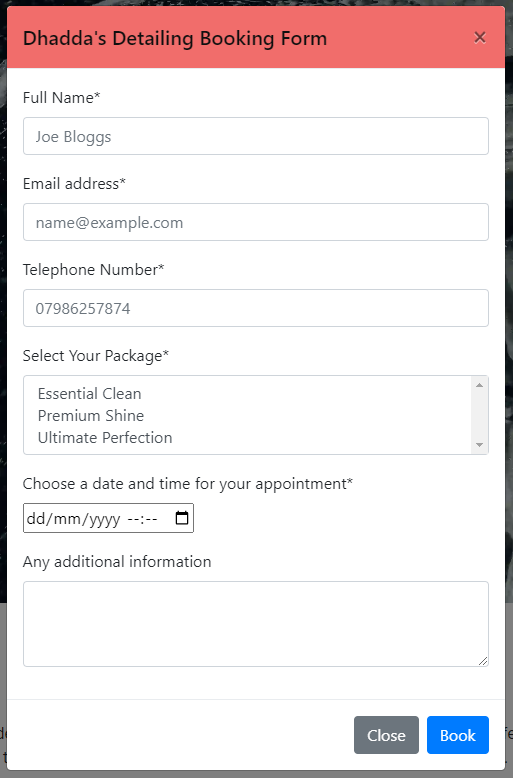 Dhadda's Detailing Booking Form ×
Full Name*
Joe Bloggs
Email address*
name@example.com
Telephone Number*
07986257874
Select Your Package*
Essential Clean
Premium Shine
Ultimate Perfection
Choose a date and time for your appointment*
dd/mm/yyyy --:--
Any additional information
Close Book